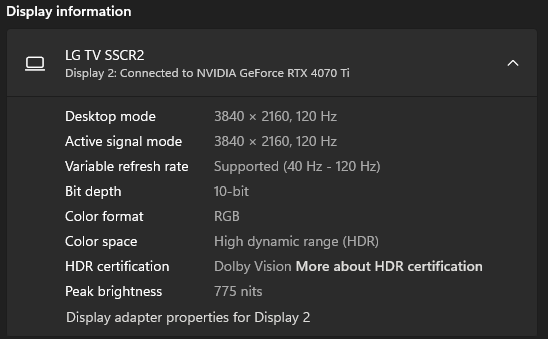 Display information
LG TV SSCR2
Display 2: Connected to NVIDIA GeForce RTX 4070 Ti
Desktop mode 3840 × 2160, 120 Hz
Active signal mode 3840 × 2160, 120 Hz
Variable refresh rate Supported (40 Hz - 120 Hz)
Bit depth 10-bit
Color format RGB
Color space High dynamic range (HDR)
HDR certification Dolby Vision More about HDR certification
Peak brightness 775 nits
Display adapter properties for Display 2